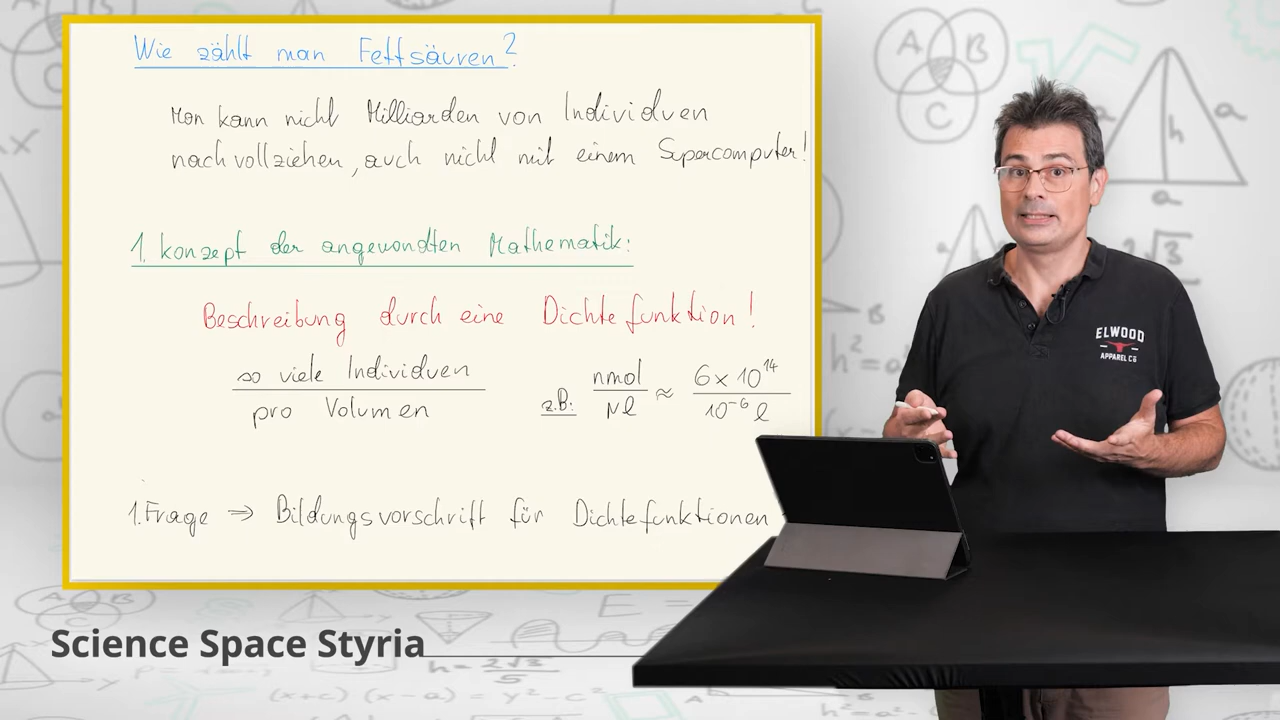 Wie zählt man Fettsäuren?
Man kann nicht Milliarden von Individuen
nachvollziehen, auch nicht mit einem Supercomputer!
1. Konzept der angewandten Mathematik:
Beschreibung durch eine Dichtefunktion!
so viele Individuen
pro Volumen
z.B.: nmol / μl ≈ 6 x 10^14 / 10^-6 l
1. Frage ⇒ Bildungsvorschrift für Dichtefunktionen
Science Space Styria
ELWOOD
APPAREL CO
A B
C
a
h
a
√3
E =